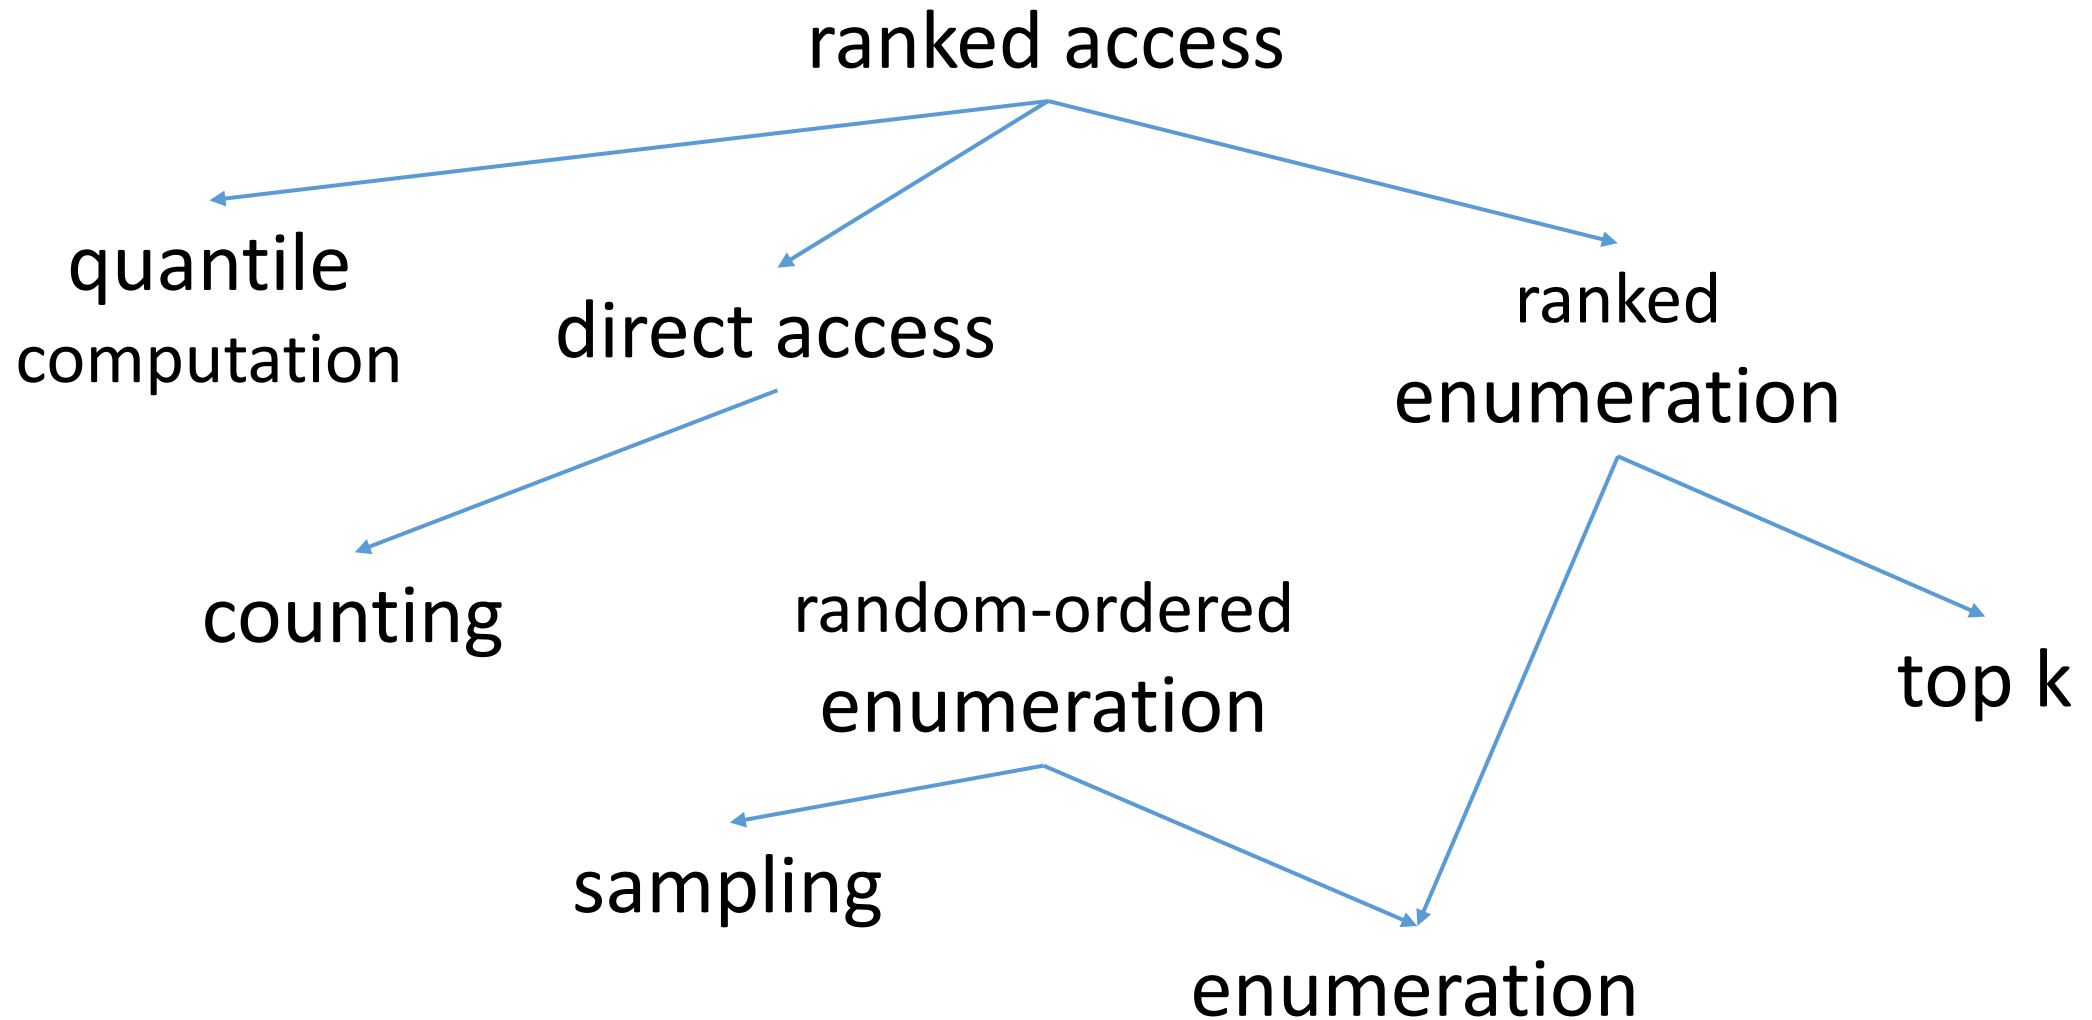 ranked access
quantile
computation
direct access
ranked
enumeration
counting
random-ordered
enumeration
top k
sampling
enumeration